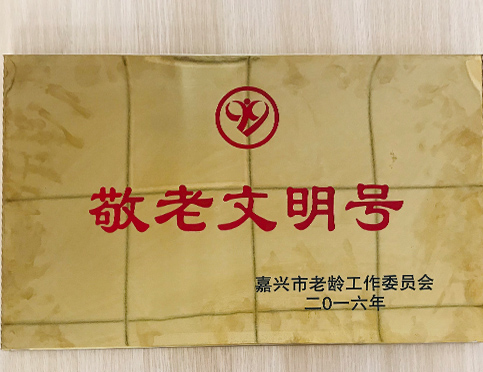 敬老文明号
嘉兴市老龄工作委员会
二〇一六年